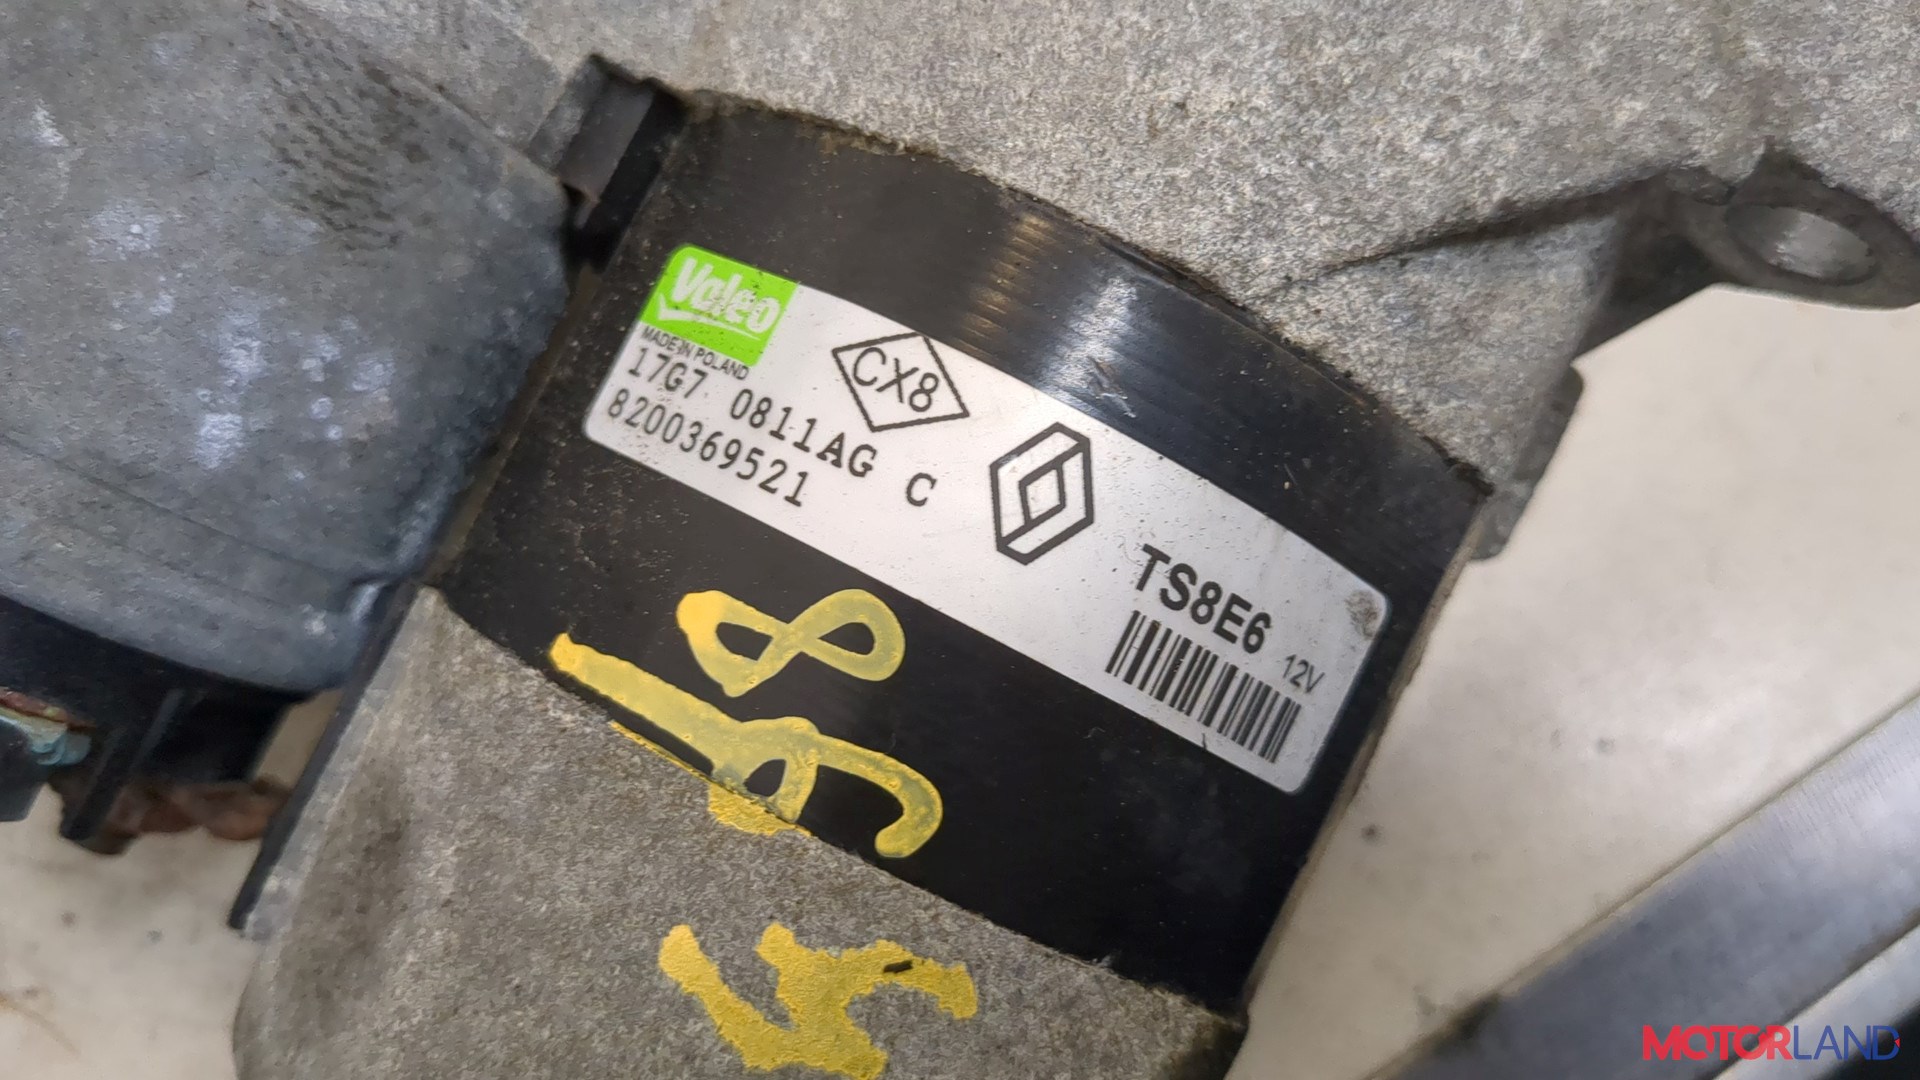 Valeo
MADE IN POLAND
17G7 0811AG C
8200369521
CX8
TS8E6
12V
MOTORLAND